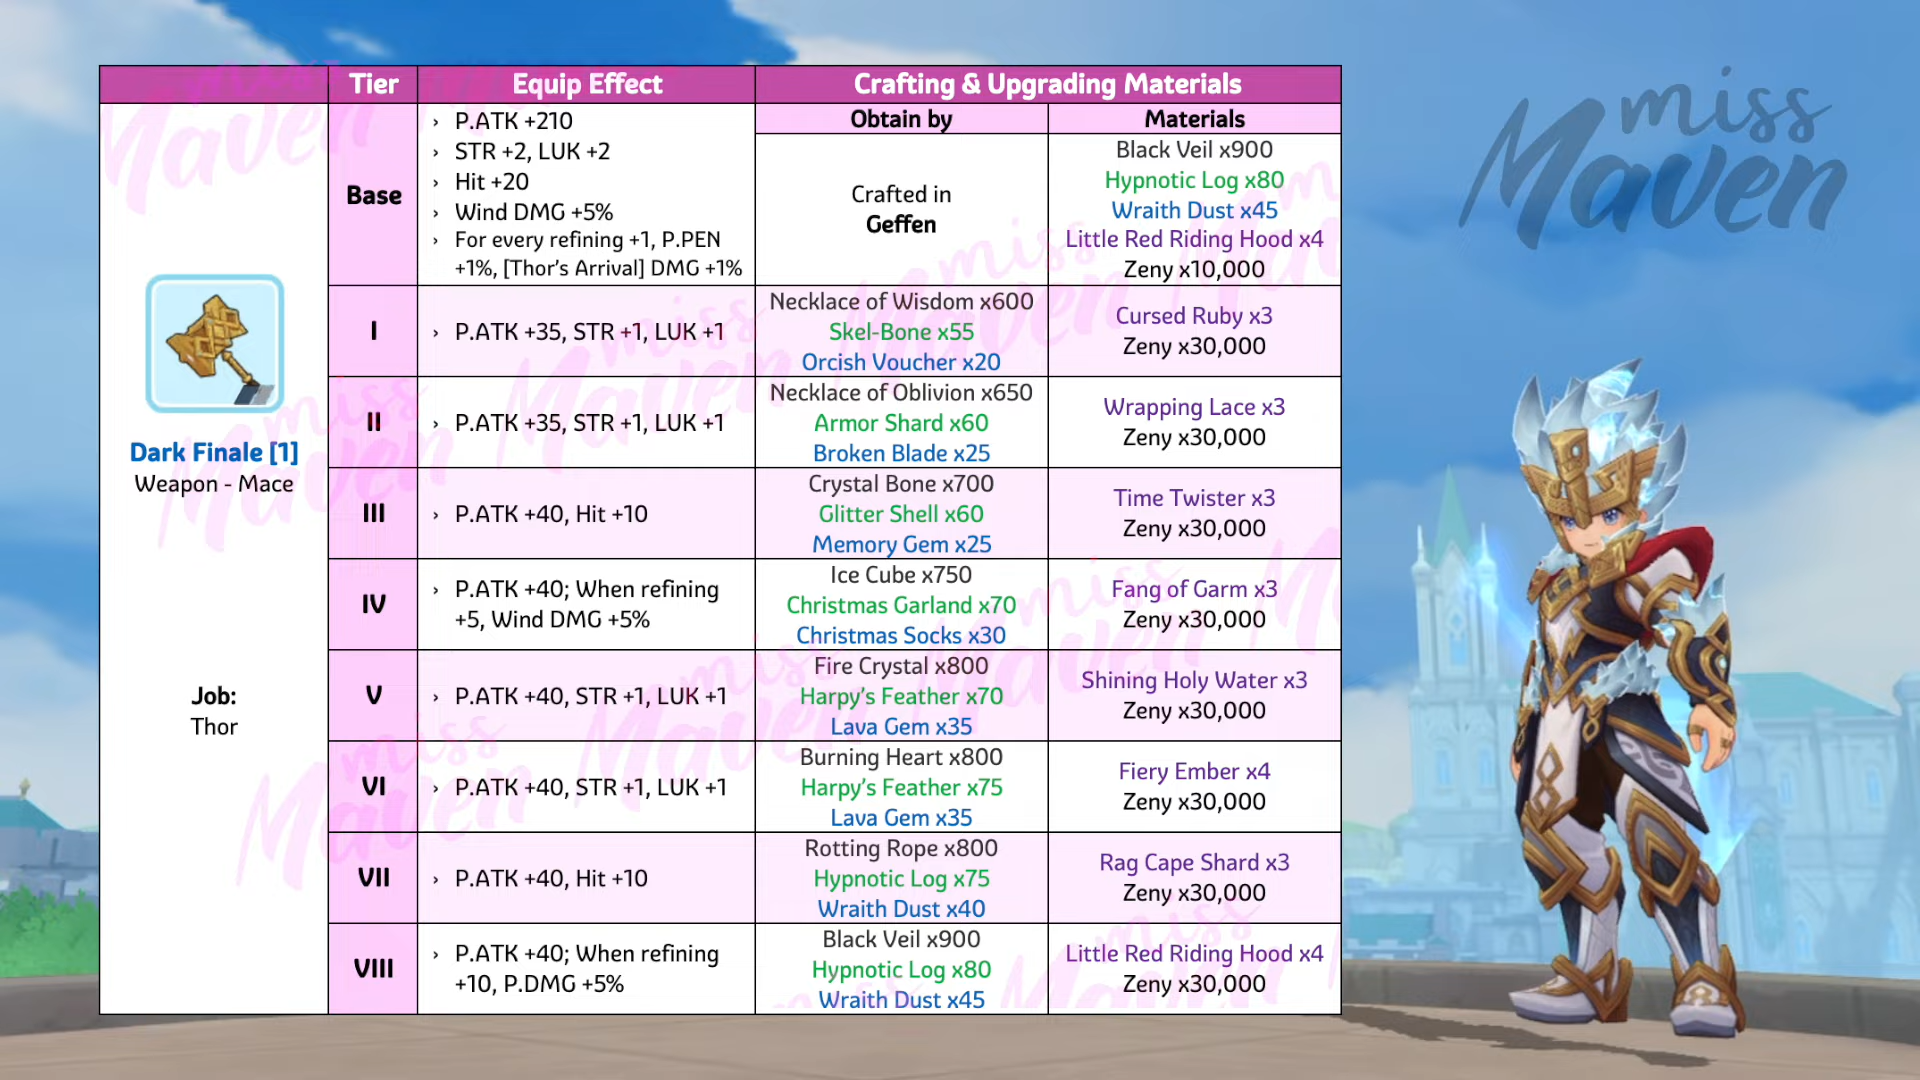 miss
Maven
Tier
Equip Effect
Crafting & Upgrading Materials
Obtain by
Materials
Dark Finale [1]
Weapon - Mace
Job:
Thor
Base
› P.ATK +210
› STR +2, LUK +2
› Hit +20
› Wind DMG +5%
› For every refining +1, P.PEN
+1%, [Thor's Arrival] DMG +1%
Crafted in
Geffen
Black Veil x900
Hypnotic Log x80
Wraith Dust x45
Little Red Riding Hood x4
Zeny x10,000
I
› P.ATK +35, STR +1, LUK +1
Necklace of Wisdom x600
Skel-Bone x55
Orcish Voucher x20
Cursed Ruby x3
Zeny x30,000
II
› P.ATK +35, STR +1, LUK +1
Necklace of Oblivion x650
Armor Shard x60
Broken Blade x25
Wrapping Lace x3
Zeny x30,000
III
› P.ATK +40, Hit +10
Crystal Bone x700
Glitter Shell x60
Memory Gem x25
Time Twister x3
Zeny x30,000
IV
› P.ATK +40; When refining
+5, Wind DMG +5%
Ice Cube x750
Christmas Garland x70
Christmas Socks x30
Fang of Garm x3
Zeny x30,000
V
› P.ATK +40, STR +1, LUK +1
Fire Crystal x800
Harpy's Feather x70
Lava Gem x35
Shining Holy Water x3
Zeny x30,000
VI
› P.ATK +40, STR +1, LUK +1
Burning Heart x800
Harpy's Feather x75
Lava Gem x35
Fiery Ember x4
Zeny x30,000
VII
› P.ATK +40, Hit +10
Rotting Rope x800
Hypnotic Log x75
Wraith Dust x40
Rag Cape Shard x3
Zeny x30,000
VIII
› P.ATK +40; When refining
+10, P.DMG +5%
Black Veil x900
Hypnotic Log x80
Wraith Dust x45
Little Red Riding Hood x4
Zeny x30,000